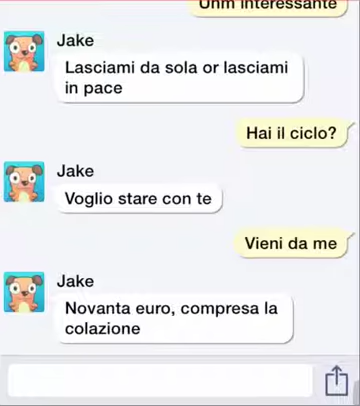 Uhm interessante
Jake
Lasciami da sola or lasciami
in pace
Hai il ciclo?
Jake
Voglio stare con te
Vieni da me
Jake
Novanta euro, compresa la
colazione